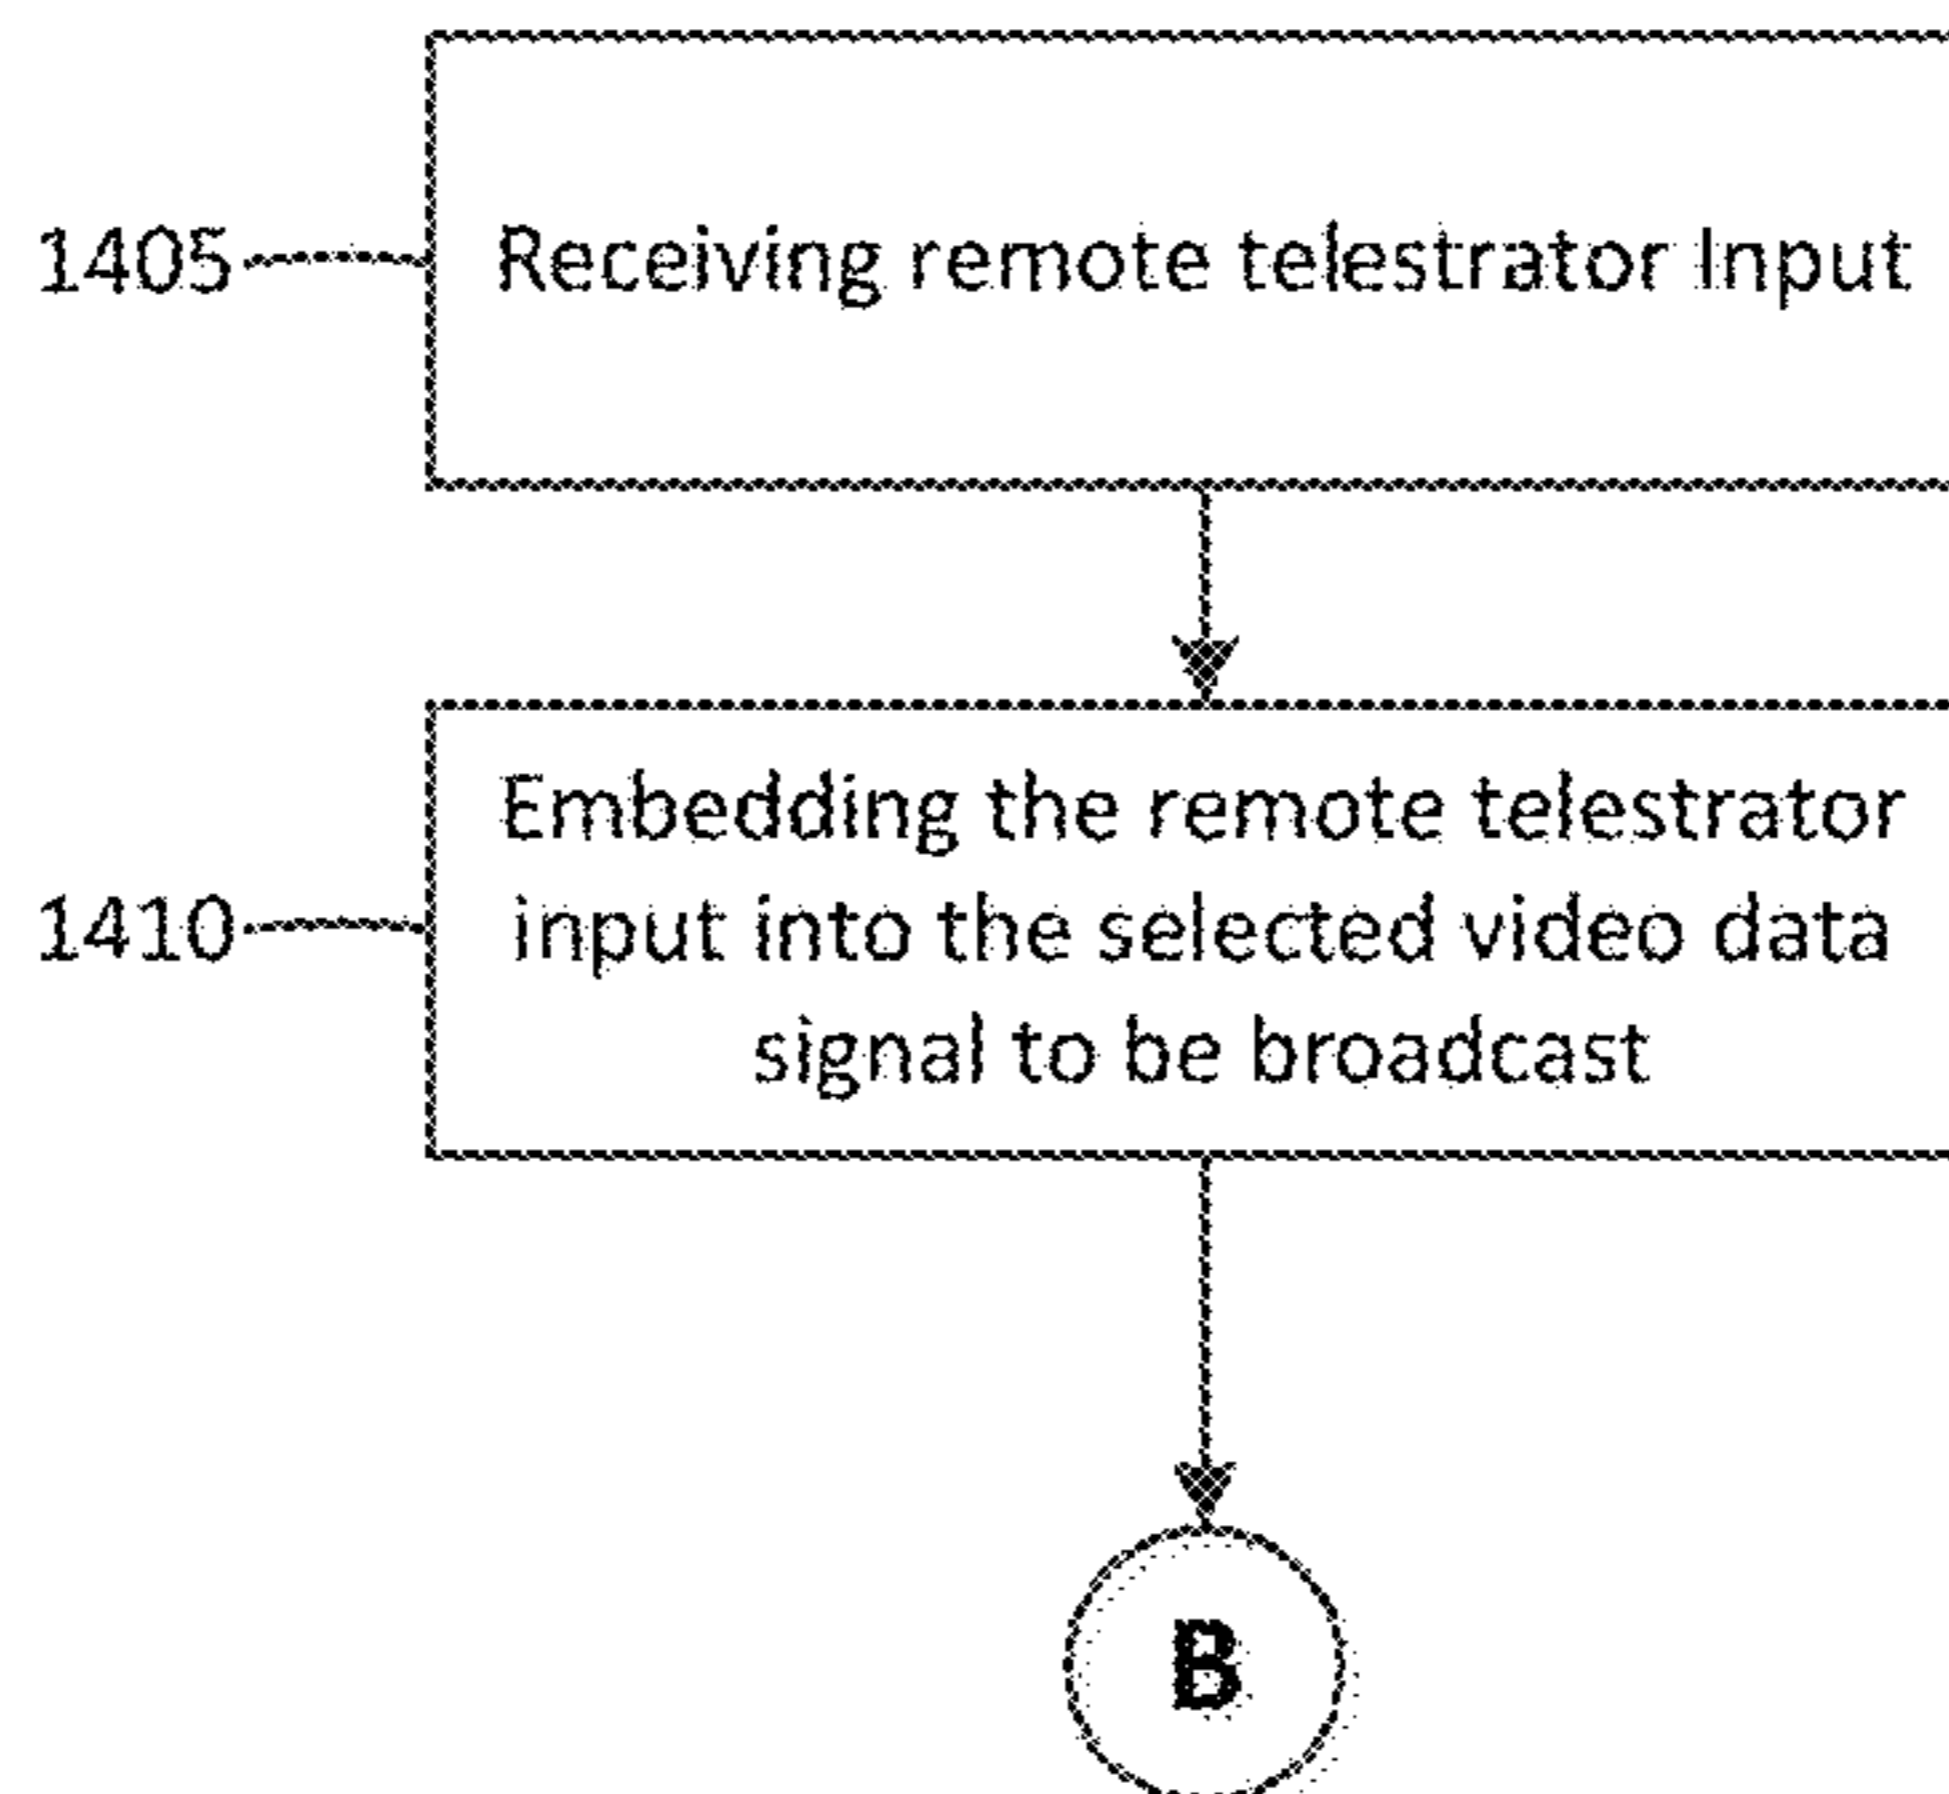 1405
Receiving remote telestrator Input
Embedding the remote telestrator
1410
input into the selected video data
signal to be broadcast
B